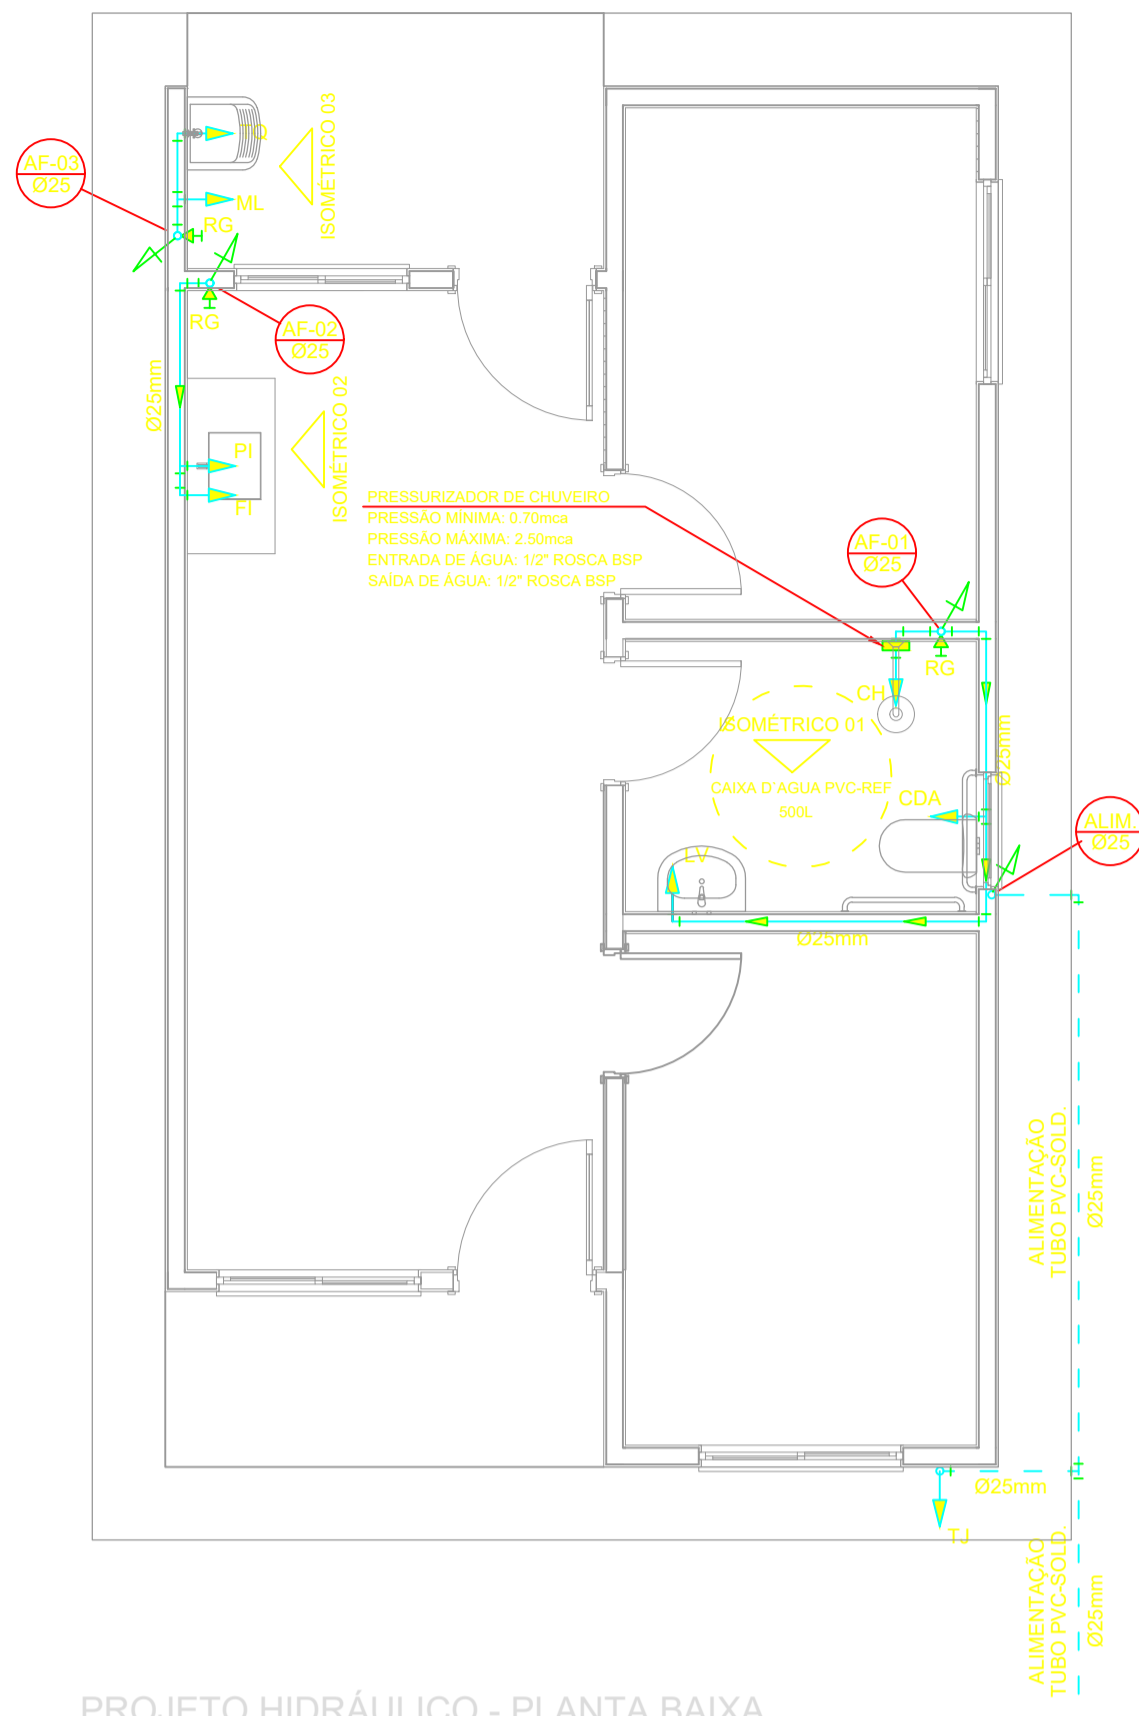 ISOMÉTRICO 03
TQ
AF-03
Ø25
ML
RG
RG
AF-02
Ø25
Ø25mm
ISOMÉTRICO 02
PI
FI
PRESSURIZADOR DE CHUVEIRO
PRESSÃO MÍNIMA: 0.70mca
PRESSÃO MÁXIMA: 2.50mca
ENTRADA DE ÁGUA: 1/2" ROSCA BSP
SAÍDA DE ÁGUA: 1/2" ROSCA BSP
AF-01
Ø25
RG
CH
ISOMÉTRICO 01
Ø25mm
CAIXA D´AGUA PVC-REF
500L
CDA
ALIM.
Ø25
LV
Ø25mm
ALIMENTAÇÃO
TUBO PVC-SOLD.
Ø25mm
Ø25mm
TJ
ALIMENTAÇÃO
TUBO PVC-SOLD.
Ø25mm
PROJETO HIDRÁULICO - PLANTA BAIXA